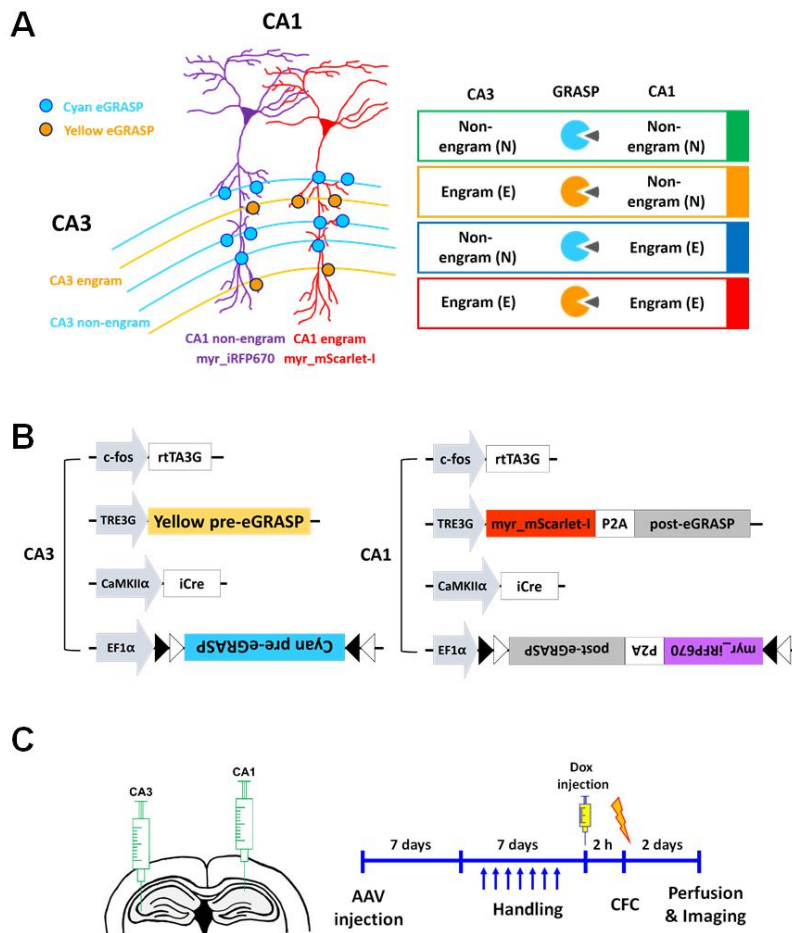 A
CA1
Cyan eGRASP
Yellow eGRASP
CA3
CA3 engram
CA3 non-engram
CA1 non-engram
myr_iRFP670
CA1 engram
myr_mScarlet-I
CA3 GRASP CA1
Non-
engram (N)
Non-
engram (N)
Engram (E)
Non-
engram (N)
Non-
engram (N)
Engram (E)
Engram (E)
Engram (E)
B
CA3
c-fos rtTA3G
TRE3G Yellow pre-eGRASP
CaMKIIα iCre
EF1α Cyan pre-eGRASP
CA1
c-fos rtTA3G
TRE3G myr_mScarlet-I P2A post-eGRASP
CaMKIIα iCre
EF1α post-eGRASP P2A myr_iRFP670
C
CA3
CA1
Dox
injection
7 days 7 days 2 h 2 days
AAV
injection
Handling
CFC
Perfusion
& Imaging